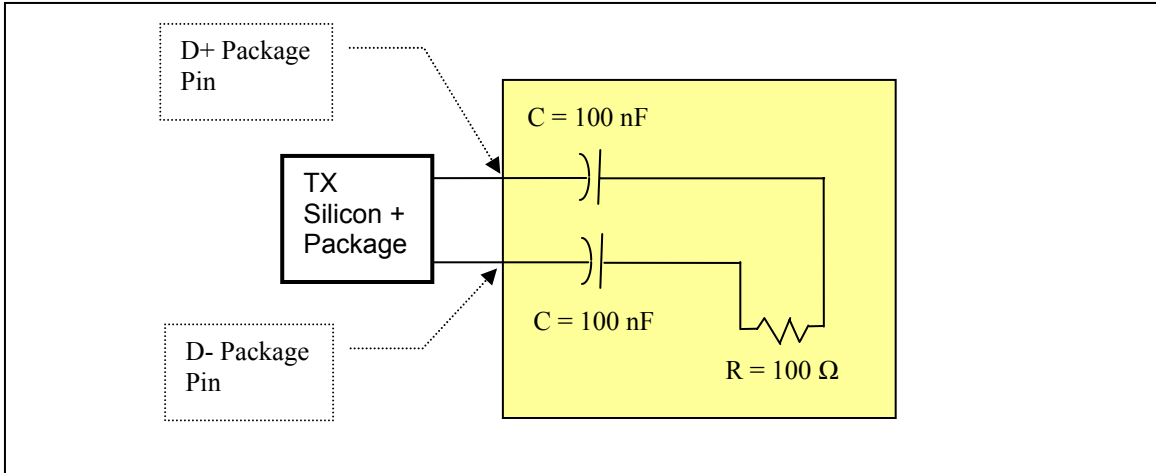 D+ Package
Pin
C = 100 nF
TX
Silicon +
Package
C = 100 nF
D- Package
Pin
R = 100 Ω